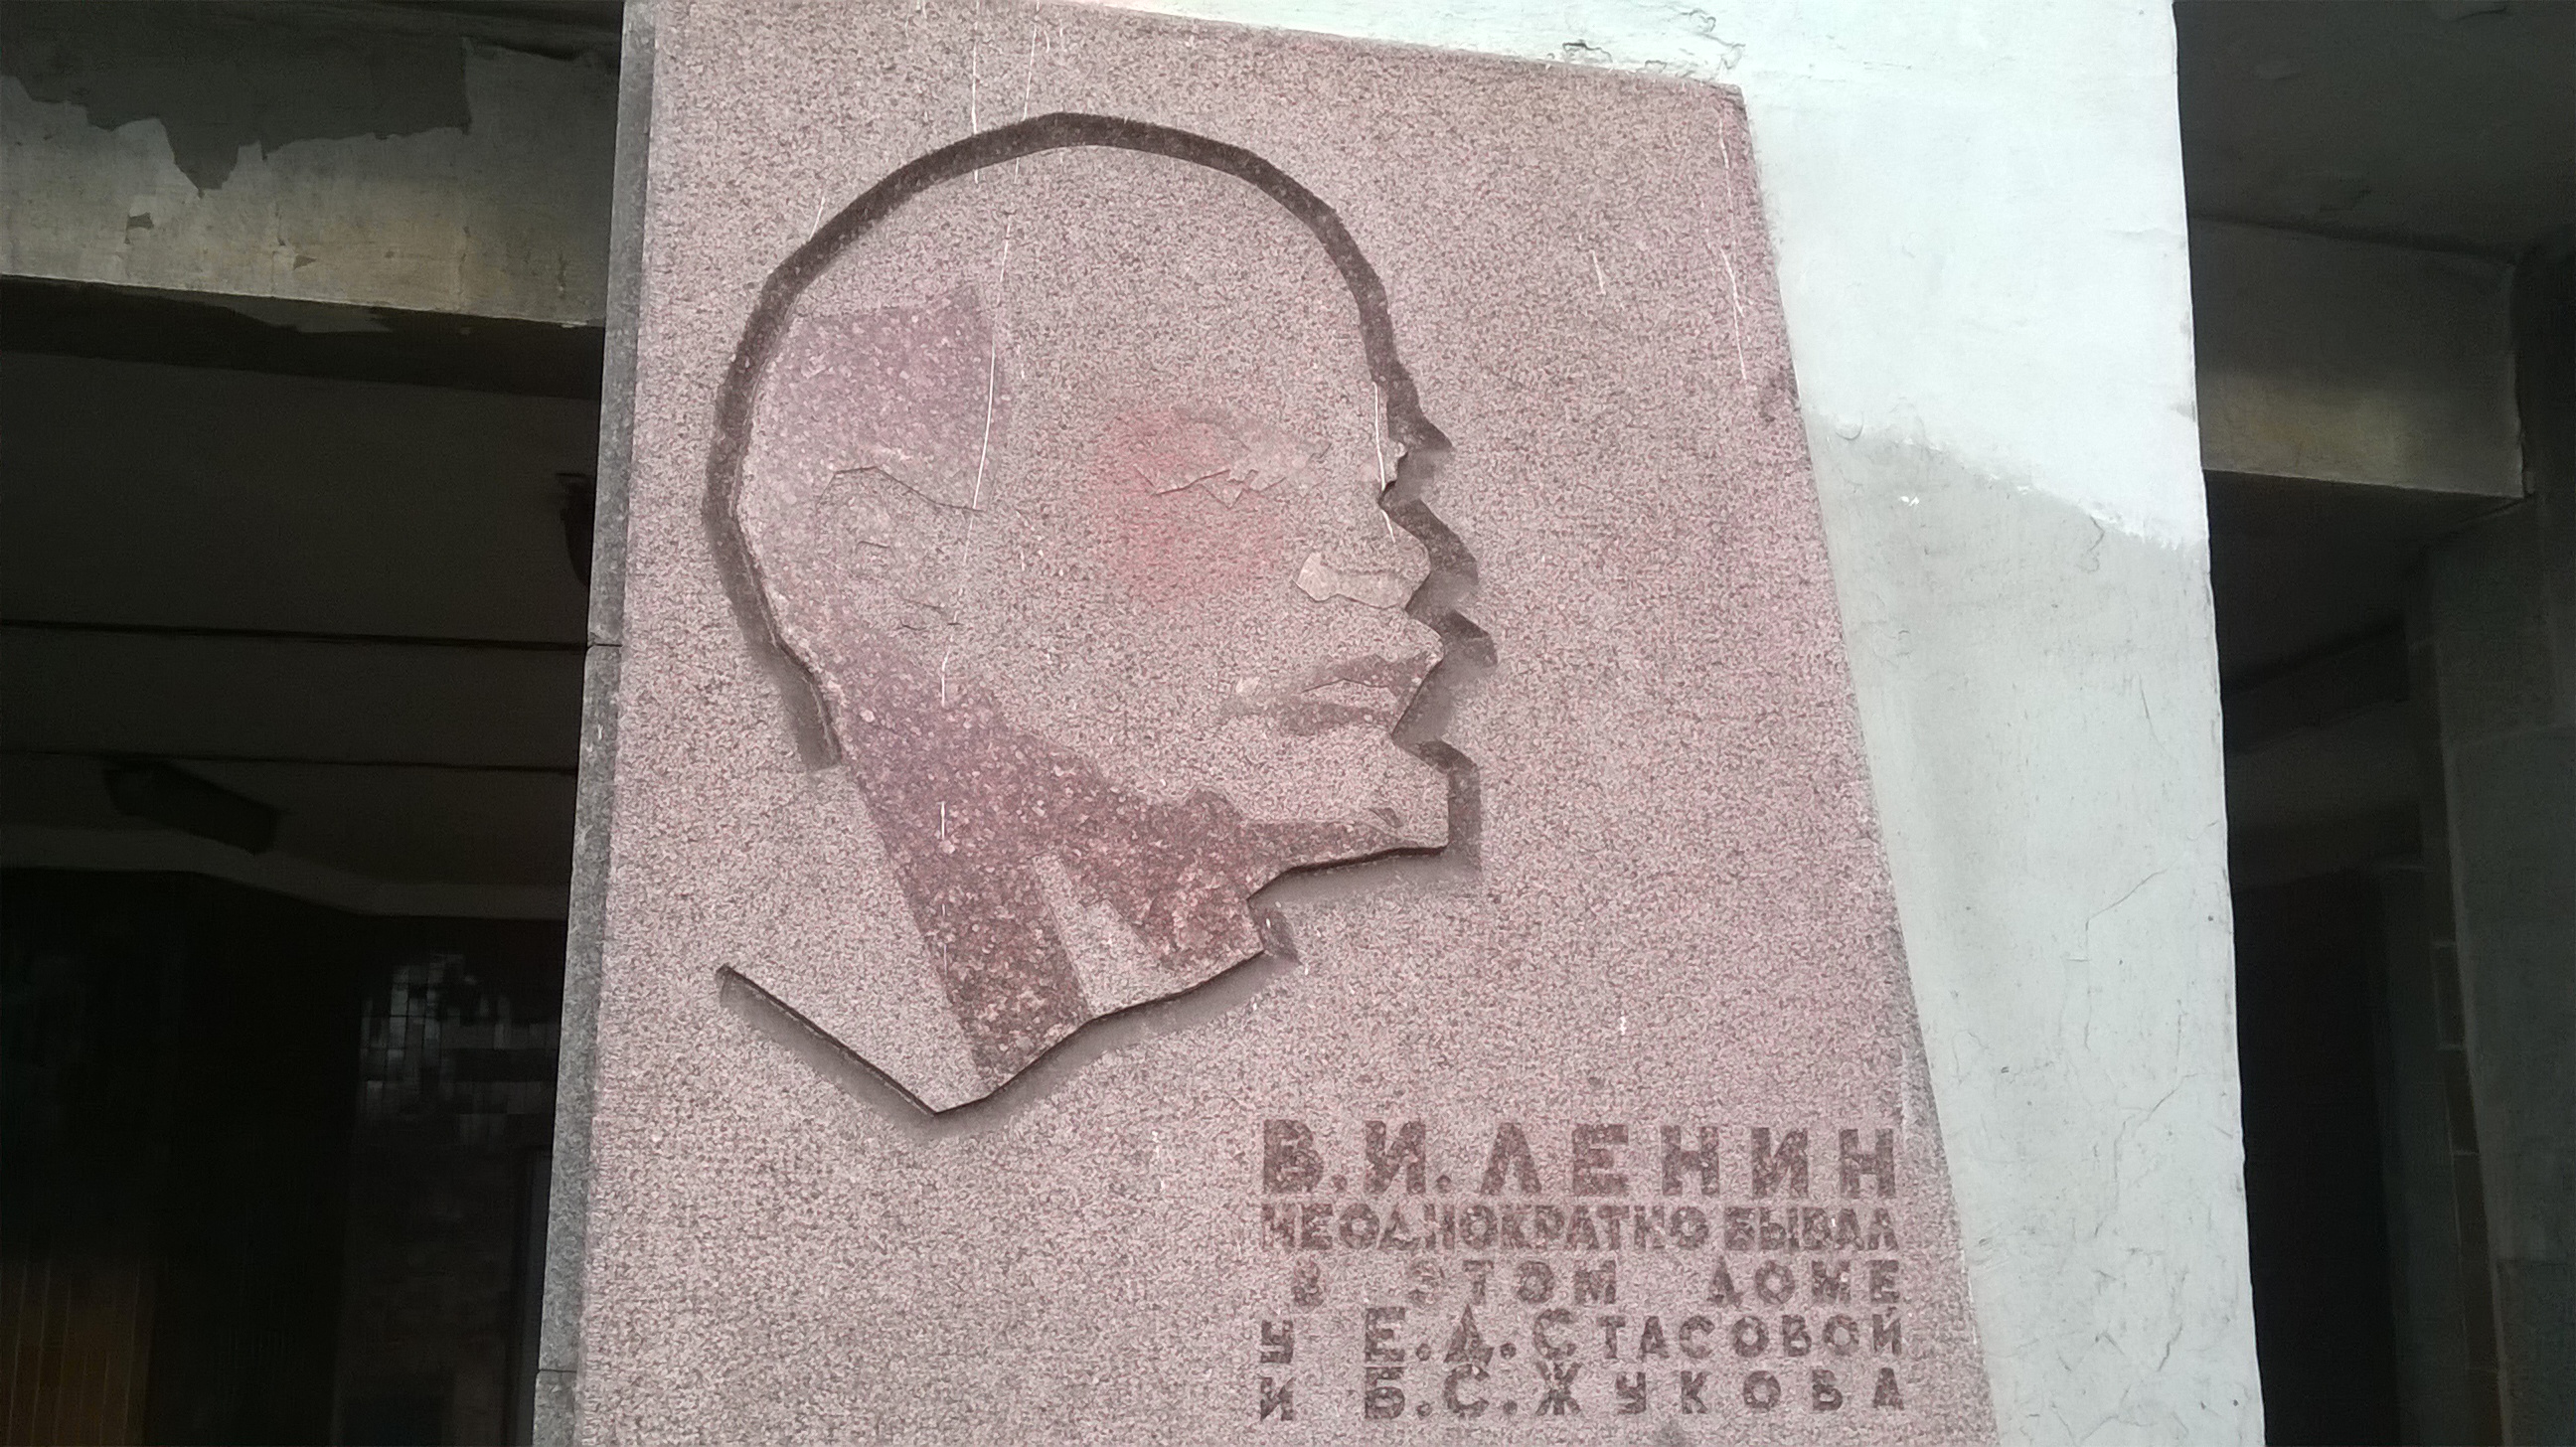 В.И.ЛЕНИН
НЕОДНОКРАТНО БЫВАЛ
В ЭТОМ ДОМЕ
У Е.Д.СТАСОВОЙ
И Б.С.ЖУКОВА